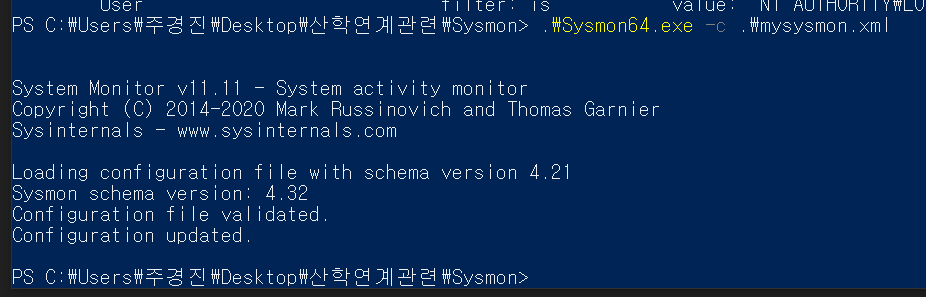 User filter: is value: 'NT AUTHORITY₩LO
PS C:₩Users₩주경진₩Desktop₩산학연계관련₩Sysmon> .₩Sysmon64.exe -c .₩mysysmon.xml
System Monitor v11.11 - System activity monitor
Copyright (C) 2014-2020 Mark Russinovich and Thomas Garnier
Sysinternals - www.sysinternals.com
Loading configuration file with schema version 4.21
Sysmon schema version: 4.32
Configuration file validated.
Configuration updated.
PS C:₩Users₩주경진₩Desktop₩산학연계관련₩Sysmon>